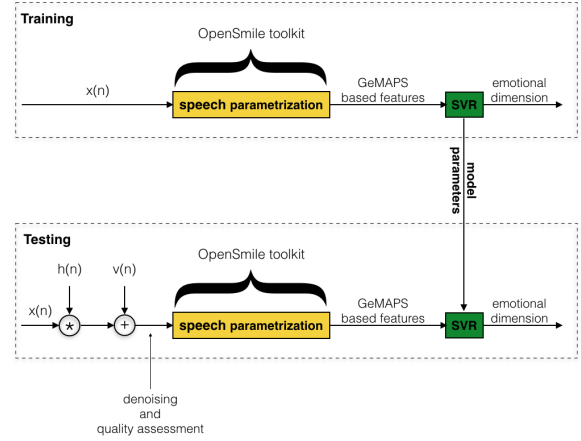 Training
OpenSmile toolkit
x(n)
speech parametrization
GeMAPS
based features
SVR
emotional
dimension
model
parameters
Testing
OpenSmile toolkit
h(n)
v(n)
x(n)
*
+
speech parametrization
GeMAPS
based features
SVR
emotional
dimension
denoising
and
quality assessment